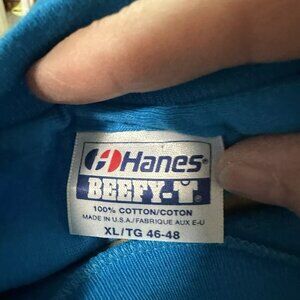 Hanes®
BEEFY-T®
100% COTTON/COTON
MADE IN U.S.A./FABRIQUE AUX E-U
XL/TG 46-48